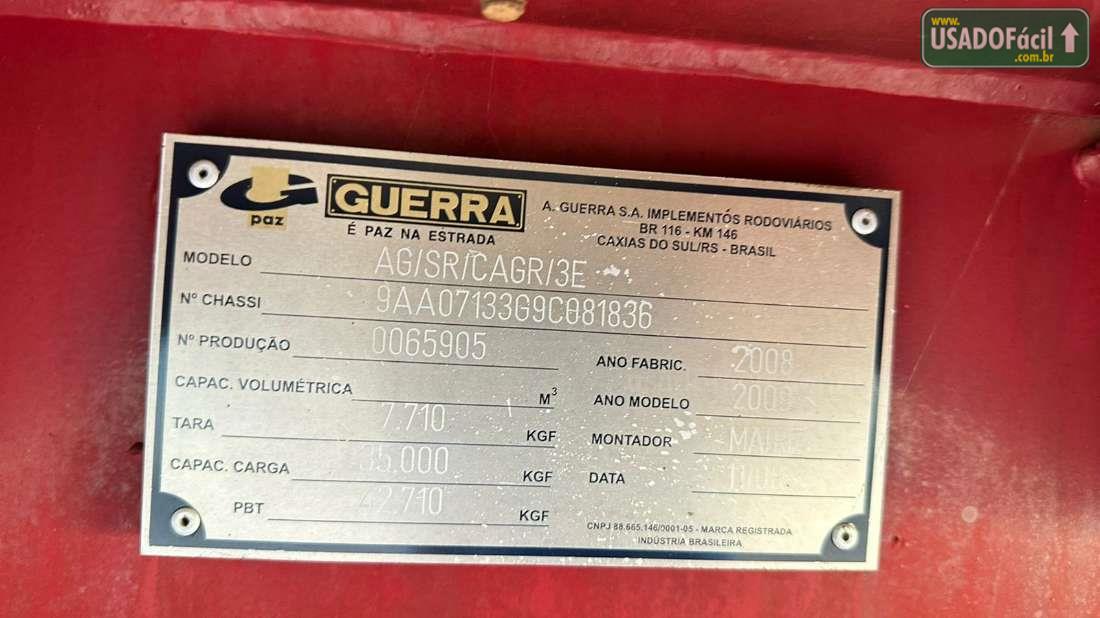 www.
USADOFácil
.com.br
paz
GUERRA
É PAZ NA ESTRADA
A. GUERRA S.A. IMPLEMENTOS RODOVIÁRIOS
BR 116 - KM 146
CAXIAS DO SUL/RS - BRASIL
MODELO AG/SR/CAGR/3E
Nº CHASSI 9AA07133G9C081836
Nº PRODUÇÃO 0065905
ANO FABRIC. 2008
CAPAC. VOLUMÉTRICA M³
ANO MODELO 2009
TARA 7.710 KGF
MONTADOR
CAPAC. CARGA 35.000 KGF
DATA
PBT 42.710 KGF
CNPJ 88.665.146/0001-05 - MARCA REGISTRADA
INDÚSTRIA BRASILEIRA